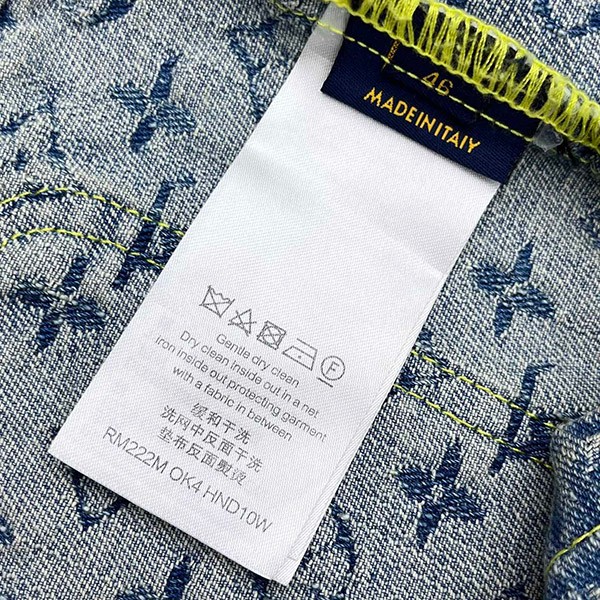 46
MADEINITAIY
Gentle dry clean
Dry clean inside out in a net
Iron inside out protecting garment
with a fabric in between
缓和干洗
洗网中反面干洗
垫布反面熨烫
RM222M OK4 HND10W